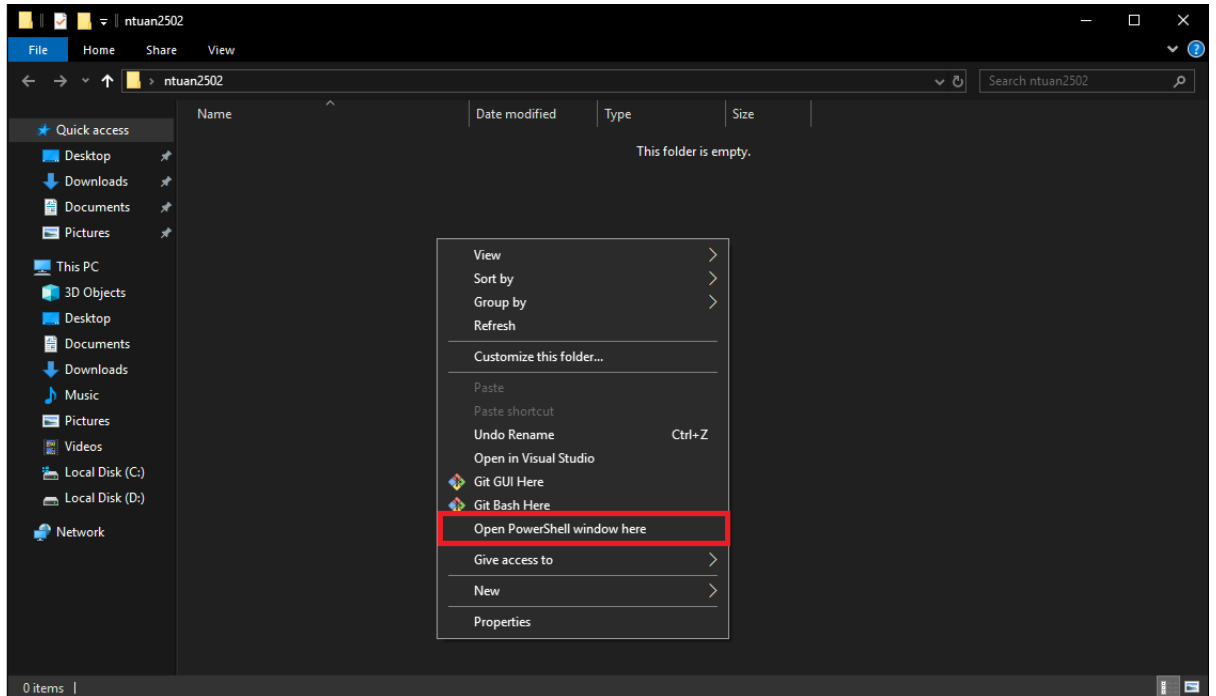 ntuan2502
File Home Share View
ntuan2502 Search ntuan2502
Name Date modified Type Size
This folder is empty.
Quick access
Desktop
Downloads
Documents
Pictures
This PC
3D Objects
Desktop
Documents
Downloads
Music
Pictures
Videos
Local Disk (C:)
Local Disk (D:)
Network
View
Sort by
Group by
Refresh
Customize this folder...
Paste
Paste shortcut
Undo Rename Ctrl+Z
Open in Visual Studio
Git GUI Here
Git Bash Here
Open PowerShell window here
Give access to
New
Properties
0 items